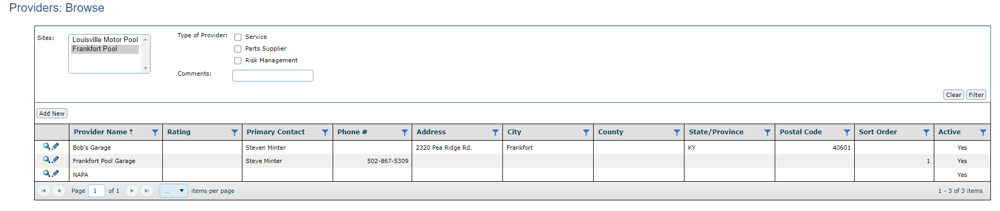 Providers: Browse
Sites:
Louisville Motor Pool
Frankfort Pool
Type of Provider:
Service
Parts Supplier
Risk Management
Comments:
Clear Filter
Add New
Provider Name ↑ Rating Primary Contact Phone # Address City County State/Province Postal Code Sort Order Active
Bob's Garage Steven Minter 2320 Pea Ridge Rd. Frankfort KY 40601 Yes
Frankfort Pool Garage Steve Minter 502-867-5309 1 Yes
NAPA Yes
Page 1 of 1 ... items per page 1 - 3 of 3 items